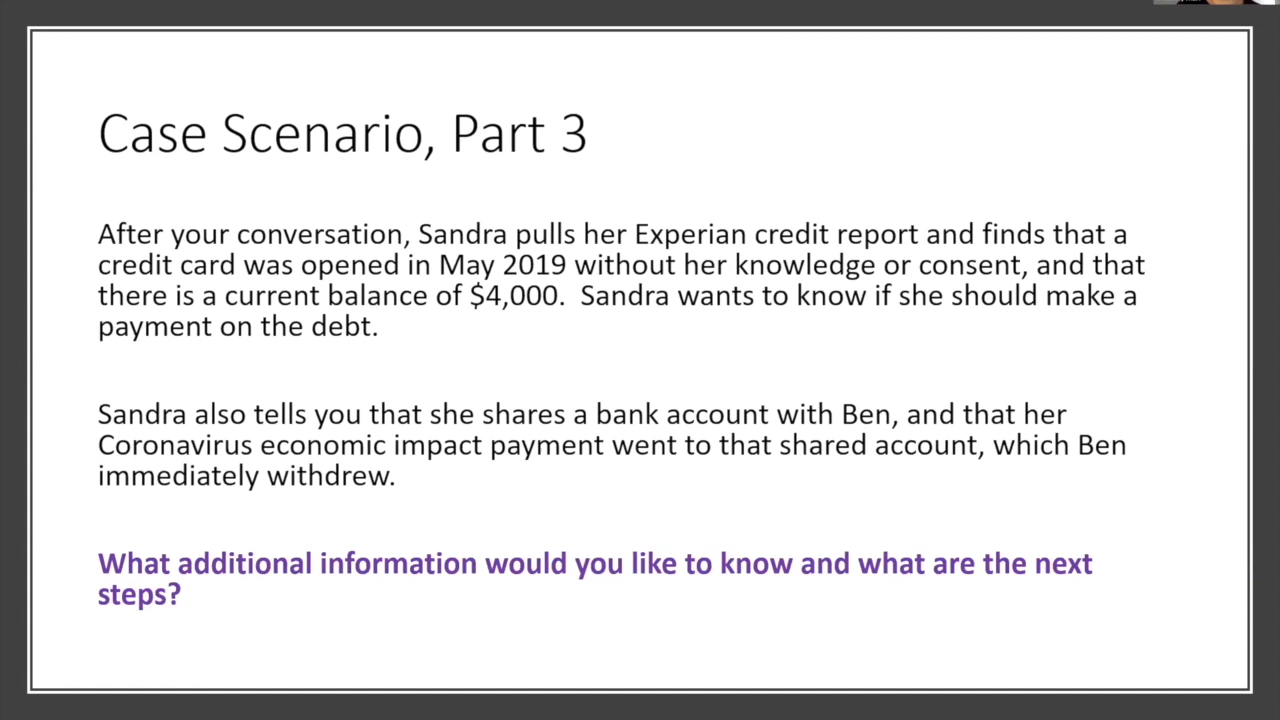 Case Scenario, Part 3
After your conversation, Sandra pulls her Experian credit report and finds that a
credit card was opened in May 2019 without her knowledge or consent, and that
there is a current balance of $4,000.  Sandra wants to know if she should make a
payment on the debt.
Sandra also tells you that she shares a bank account with Ben, and that her
Coronavirus economic impact payment went to that shared account, which Ben
immediately withdrew.
What additional information would you like to know and what are the next
steps?